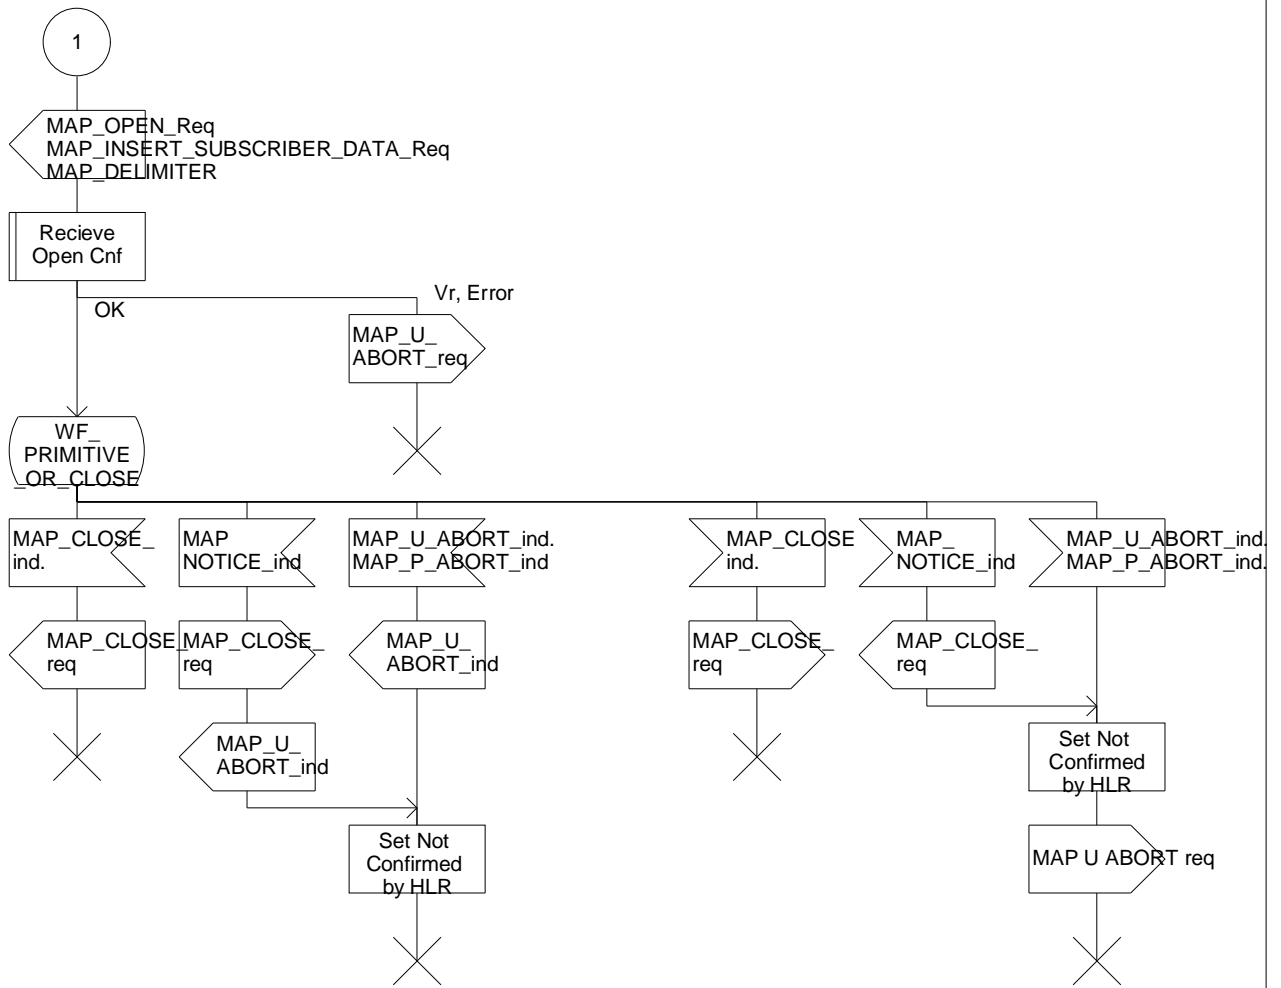 1
MAP_OPEN_Req
MAP_INSERT_SUBSCRIBER_DATA_Req
MAP_DELIMITER
Recieve
Open Cnf
OK
Vr, Error
MAP_U_
ABORT_req
WF_
PRIMITIVE
_OR_CLOSE
MAP_CLOSE_
ind.
MAP
NOTICE_ind
MAP_U_ABORT_ind.
MAP_P_ABORT_ind
MAP_CLOSE
ind.
MAP_
NOTICE_ind
MAP_U_ABORT_ind.
MAP_P_ABORT_ind.
MAP_CLOSE_
req
MAP_CLOSE_
req
MAP_U_
ABORT_ind
MAP_CLOSE_
req
MAP_CLOSE_
req
MAP_U_
ABORT_ind
Set Not
Confirmed
by HLR
Set Not
Confirmed
by HLR
MAP U ABORT req